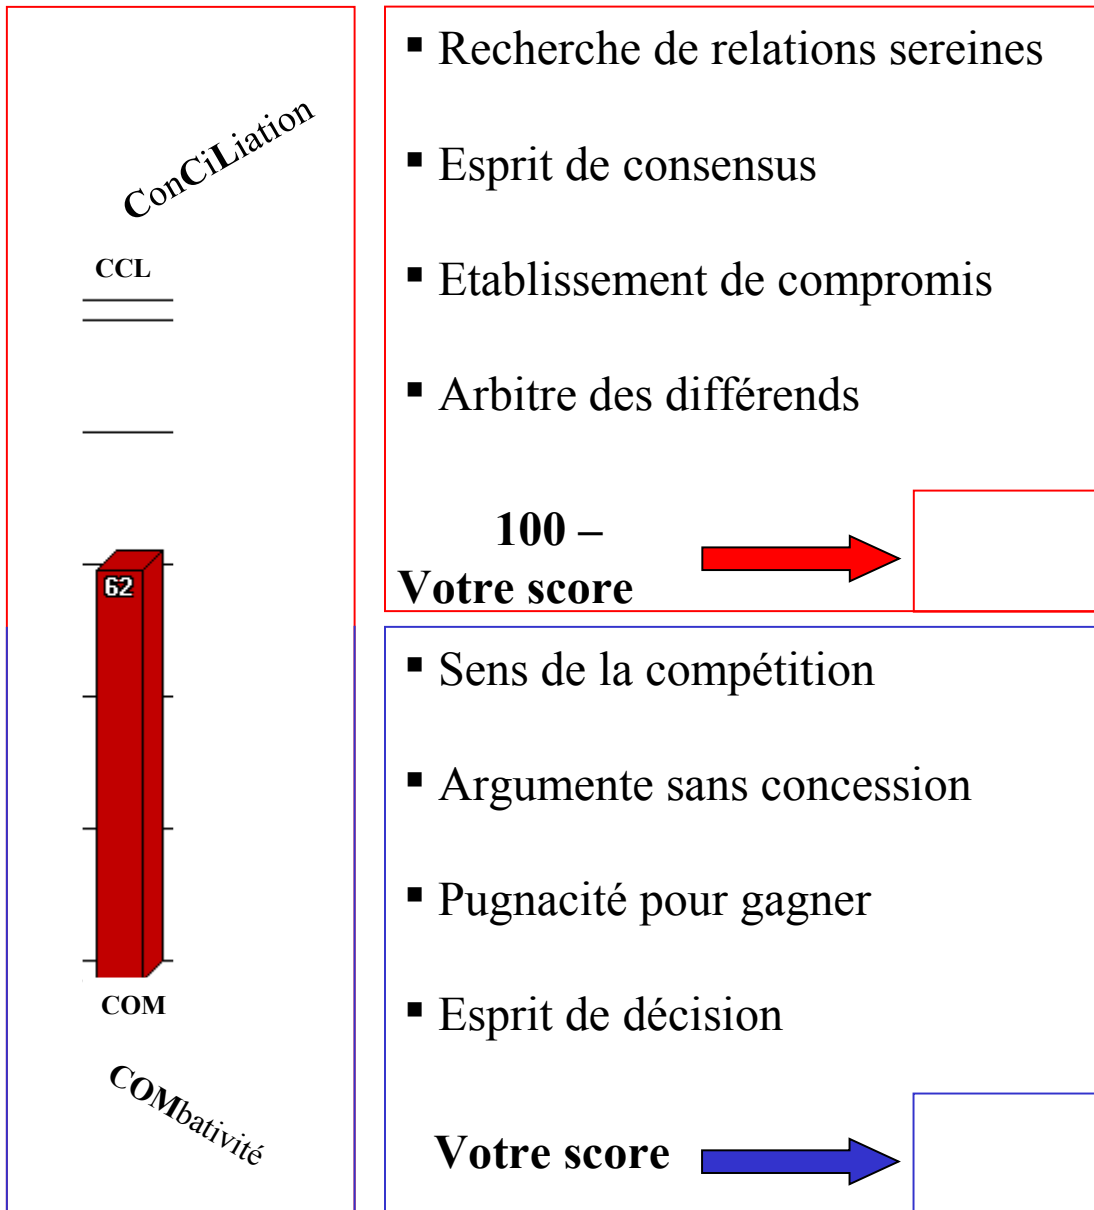 ConCiLiation
CCL
62
COM
COMbativité
▪ Recherche de relations sereines
▪ Esprit de consensus
▪ Etablissement de compromis
▪ Arbitre des différends
100 –
Votre score
▪ Sens de la compétition
▪ Argumente sans concession
▪ Pugnacité pour gagner
▪ Esprit de décision
Votre score